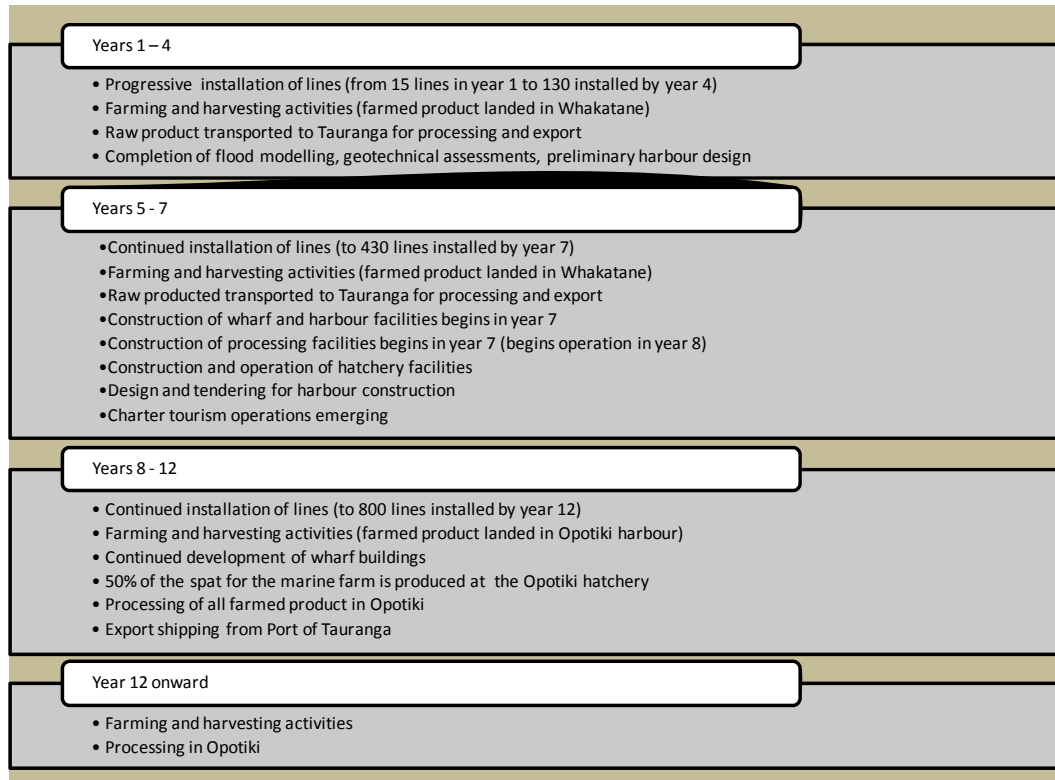 Years 1 – 4
• Progressive installation of lines (from 15 lines in year 1 to 130 installed by year 4)
• Farming and harvesting activities (farmed product landed in Whakatane)
• Raw product transported to Tauranga for processing and export
• Completion of flood modelling, geotechnical assessments, preliminary harbour design
Years 5 - 7
•Continued installation of lines (to 430 lines installed by year 7)
•Farming and harvesting activities (farmed product landed in Whakatane)
•Raw producted transported to Tauranga for processing and export
•Construction of wharf and harbour facilities begins in year 7
•Construction of processing facilities begins in year 7 (begins operation in year 8)
•Construction and operation of hatchery facilities
•Design and tendering for harbour construction
•Charter tourism operations emerging
Years 8 - 12
• Continued installation of lines (to 800 lines installed by year 12)
• Farming and harvesting activities (farmed product landed in Opotiki harbour)
• Continued development of wharf buildings
• 50% of the spat for the marine farm is produced at the Opotiki hatchery
• Processing of all farmed product in Opotiki
• Export shipping from Port of Tauranga
Year 12 onward
• Farming and harvesting activities
• Processing in Opotiki